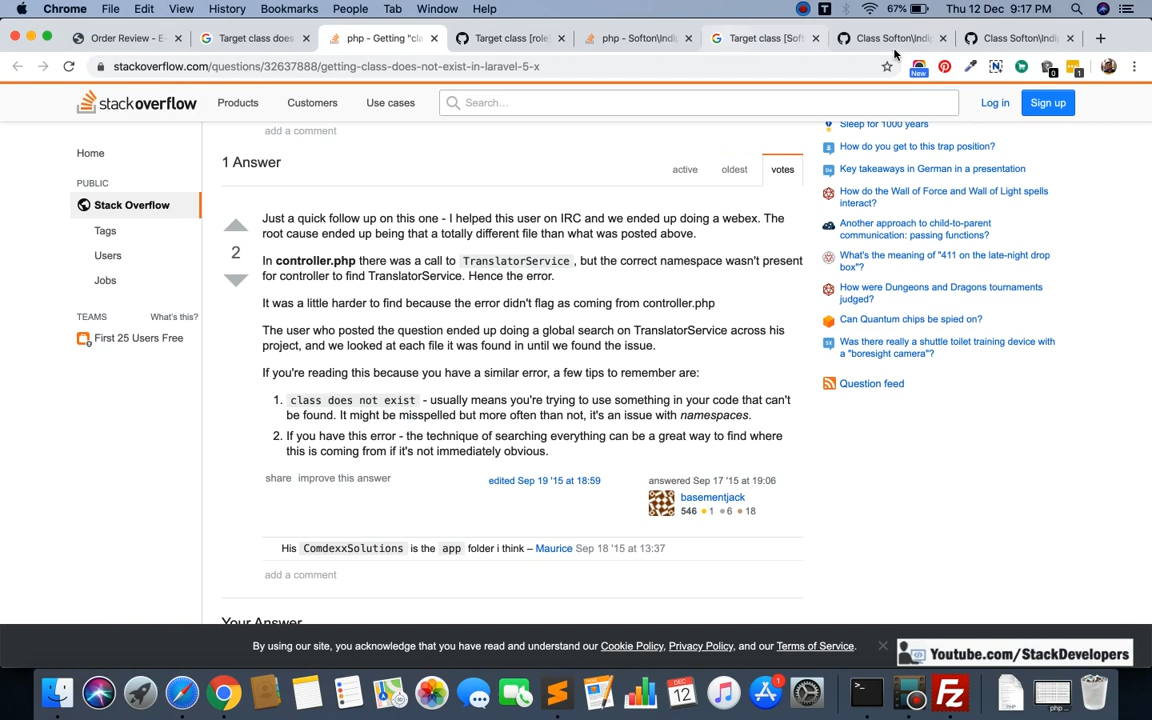 Chrome File Edit View History Bookmarks People Tab Window Help T 67% Thu 12 Dec 9:17 PM
Order Review - E- Target class does php - Getting "cla Target class [role php - Softon\Indi Target class [Soft Class Softon\Indi Class Softon\Indi
stackoverflow.com/questions/32637888/getting-class-does-not-exist-in-laravel-5-x New N 0 1
stackoverflow Products Customers Use cases Search... Log in Sign up
add a comment
1 Answer active oldest votes
Home
PUBLIC
Stack Overflow
Tags
Users
Jobs
TEAMS What's this?
First 25 Users Free
2
Just a quick follow up on this one - I helped this user on IRC and we ended up doing a webex. The
root cause ended up being that a totally different file than what was posted above.
In controller.php there was a call to TranslatorService, but the correct namespace wasn't present
for controller to find TranslatorService. Hence the error.
It was a little harder to find because the error didn't flag as coming from controller.php
The user who posted the question ended up doing a global search on TranslatorService across his
project, and we looked at each file it was found in until we found the issue.
If you're reading this because you have a similar error, a few tips to remember are:
1. class does not exist - usually means you're trying to use something in your code that can't
be found. It might be misspelled but more often than not, it's an issue with namespaces.
2. If you have this error - the technique of searching everything can be a great way to find where
this is coming from if it's not immediately obvious.
share improve this answer edited Sep 19 '15 at 18:59 answered Sep 17 '15 at 19:06
basementjack
546 1 6 18
His ComdexxSolutions is the app folder i think – Maurice Sep 18 '15 at 13:37
add a comment
Your Answer
Sleep for 1000 years
How do you get to this trap position?
Key takeaways in German in a presentation
How do the Wall of Force and Wall of Light spells
interact?
Another approach to child-to-parent
communication: passing functions?
What's the meaning of "411 on the late-night drop
box"?
How were Dungeons and Dragons tournaments
judged?
Can Quantum chips be spied on?
Was there really a shuttle toilet training device with
a "boresight camera"?
Question feed
By using our site, you acknowledge that you have read and understand our Cookie Policy, Privacy Policy, and our Terms of Service.
Youtube.com/StackDevelopers
DEC
12
1
Fz
PHP
php